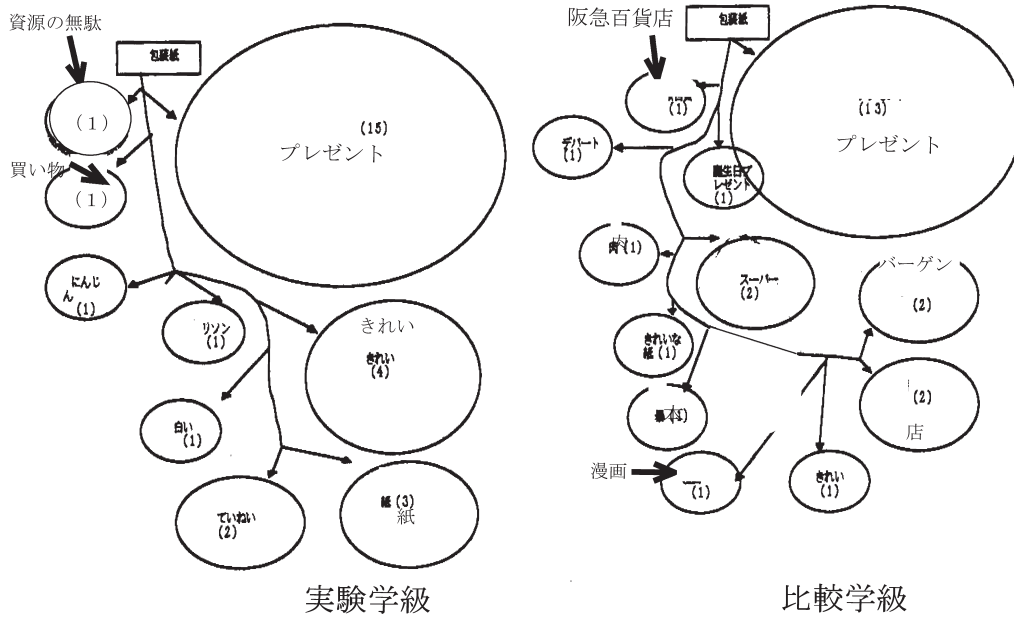 資源の無駄
包装紙
(1)
(15)
プレゼント
買い物
(1)
にんじ
ん (1)
リソン
(1)
きれい
きれい
(4)
白い
(1)
ていねい
(2)
紙 (3)
紙
実験学級
阪急百貨店
包装紙
(1)
(13)
プレゼント
デパート
(1)
誕生日プ
レゼント
(1)
肉 (1)
スーパー
(2)
バーゲン
(2)
きれいな
紙 (1)
本
(2)
店
漫画
(1)
きれい
(1)
比較学級